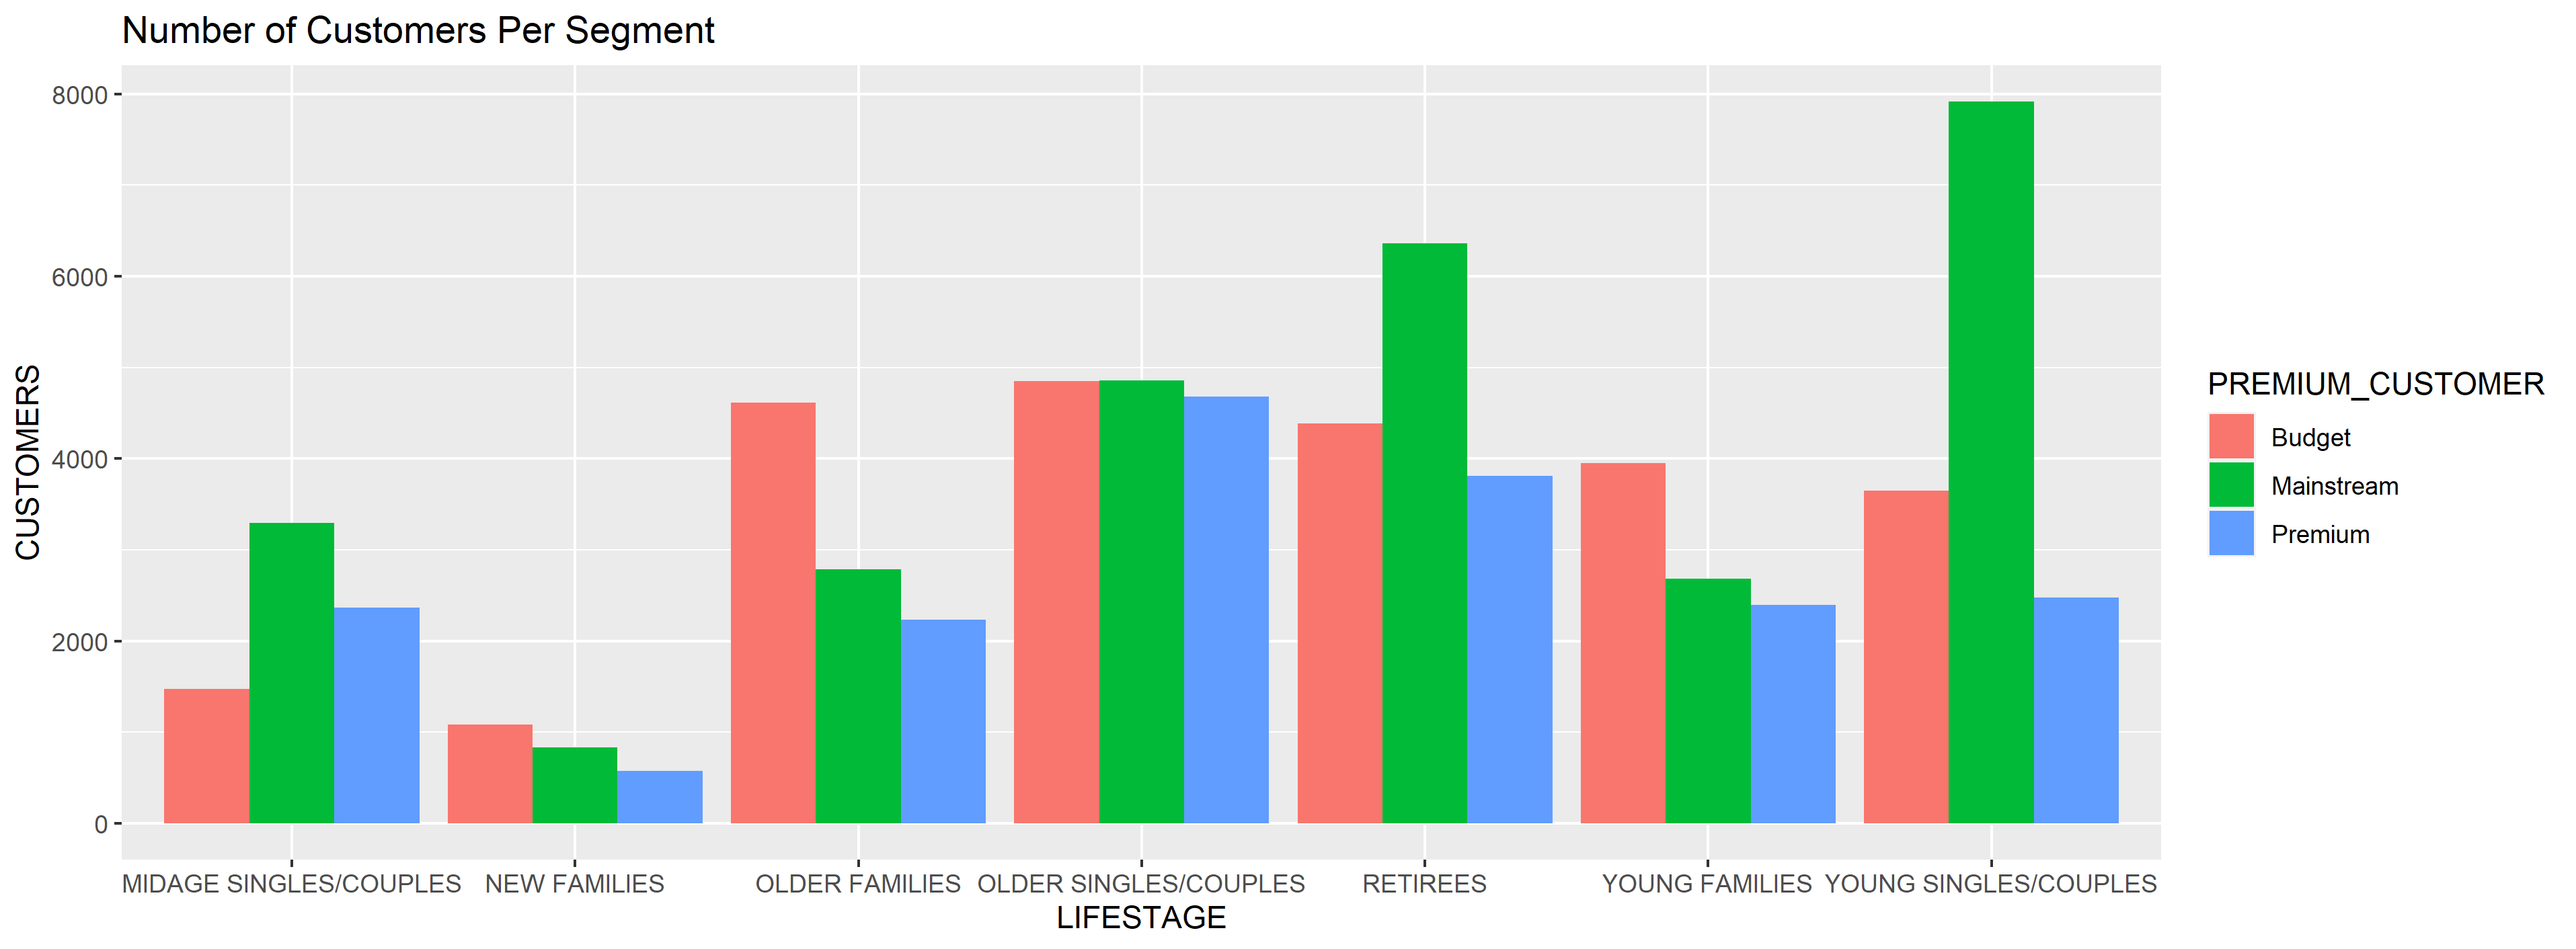 Number of Customers Per Segment
8000
6000
4000
2000
0
CUSTOMERS
MIDAGE SINGLES/COUPLES
NEW FAMILIES
OLDER FAMILIES
OLDER SINGLES/COUPLES
RETIREES
YOUNG FAMILIES
YOUNG SINGLES/COUPLES
LIFESTAGE
PREMIUM_CUSTOMER
Budget
Mainstream
Premium